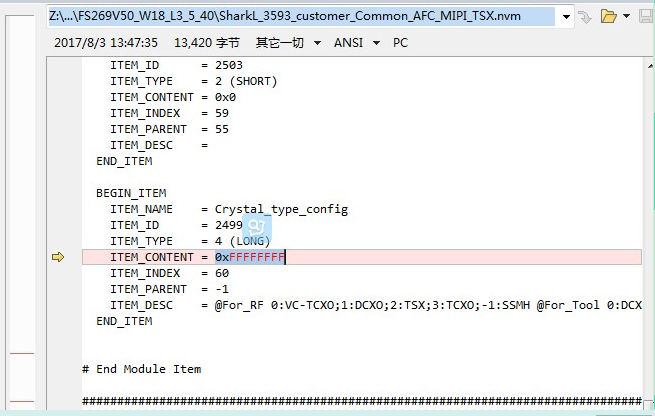 Z:\...\FS269V50_W18_L3_5_40\SharkL_3593_customer_Common_AFC_MIPI_TSX.nvm
2017/8/3 13:47:35 13,420 字节 其它一切 ANSI PC
ITEM_ID = 2503
ITEM_TYPE = 2 (SHORT)
ITEM_CONTENT = 0x0
ITEM_INDEX = 59
ITEM_PARENT = 55
ITEM_DESC =
END_ITEM
BEGIN_ITEM
ITEM_NAME = Crystal_type_config
ITEM_ID = 2499
ITEM_TYPE = 4 (LONG)
ITEM_CONTENT = 0xFFFFFFFF
ITEM_INDEX = 60
ITEM_PARENT = -1
ITEM_DESC = @For_RF 0:VC-TCXO;1:DCXO;2:TSX;3:TCXO;-1:SSMH @For_Tool 0:DCX
END_ITEM
# End Module Item
################################################################################